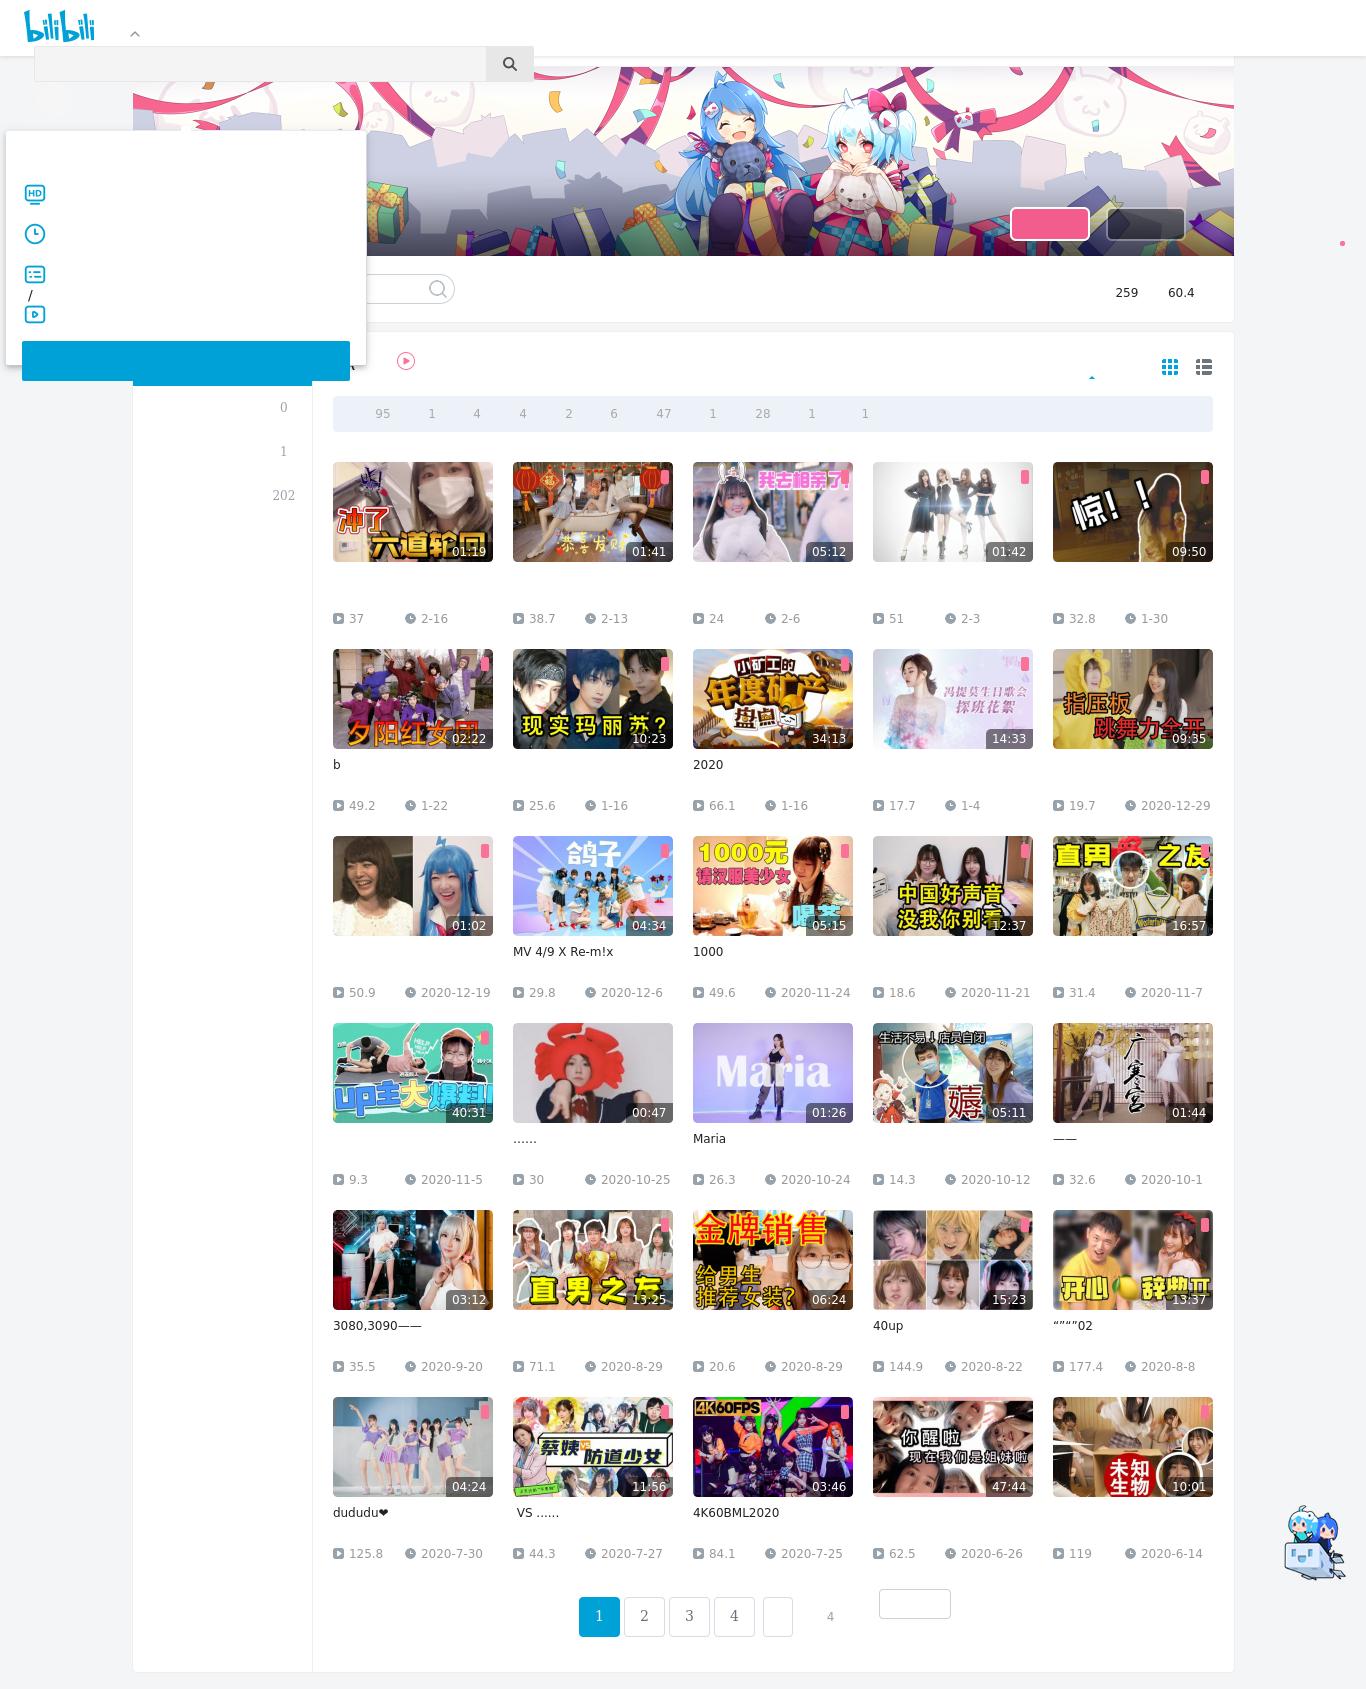 bilibili
/
259 60.4
95 1 4 4 2 6 47 1 28 1 1
0
1
202
冲了
六道轮回
01:19
恭喜发财
01:41
我去相亲了!
05:12
01:42
惊!!
09:50
37 2-16 38.7 2-13 24 2-6 51 2-3 32.8 1-30
夕阳红女团
02:22
现实玛丽苏?
10:23
小矿工的
年度矿产
盘点
34:13
冯提莫生日歌会
探班花絮
14:33
指压板
跳舞力全开
09:35
b 2020
49.2 1-22 25.6 1-16 66.1 1-16 17.7 1-4 19.7 2020-12-29
01:02
鸽子
04:34
1000元
请汉服美少女
喝茶
05:15
中国好声音
没我你别看
12:37
直男 之友
16:57
MV 4/9 X Re-m!x 1000
50.9 2020-12-19 29.8 2020-12-6 49.6 2020-11-24 18.6 2020-11-21 31.4 2020-11-7
up主大爆料
40:31
00:47
Maria
01:26
生活不易↓店员自闭
薅
05:11
广寒宫
01:44
…… Maria ——
9.3 2020-11-5 30 2020-10-25 26.3 2020-10-24 14.3 2020-10-12 32.6 2020-10-1
03:12
直男之友
13:25
金牌销售
给男生
推荐女装?
06:24
15:23
开心
13:37
3080,3090—— 40up “”“”02
35.5 2020-9-20 71.1 2020-8-29 20.6 2020-8-29 144.9 2020-8-22 177.4 2020-8-8
04:24
蔡姨 VS 防道少女
11:56
4K60FPS
03:46
你醒啦
现在我们是姐妹啦
47:44
未知
生物
10:01
dududu❤ VS …… 4K60BML2020
125.8 2020-7-30 44.3 2020-7-27 84.1 2020-7-25 62.5 2020-6-26 119 2020-6-14
1 2 3 4 4